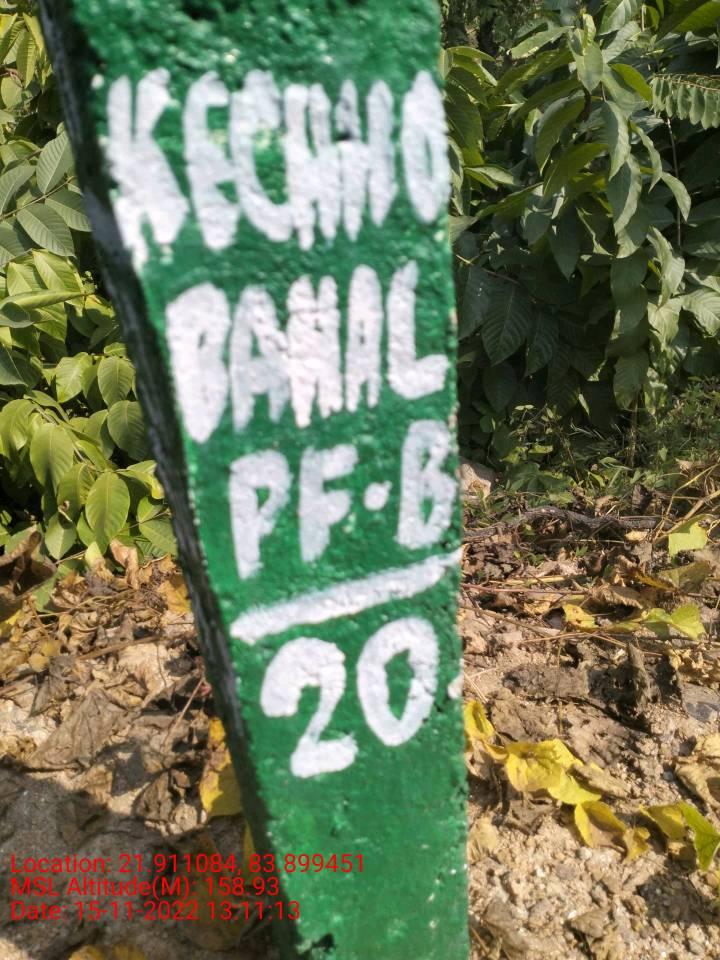 KECHHO
BAHAL
PF.B
20
Location: 21.911084, 83.899451
MSL Altitude(M): 158.93
Date: 15-11-2022 13:11:13